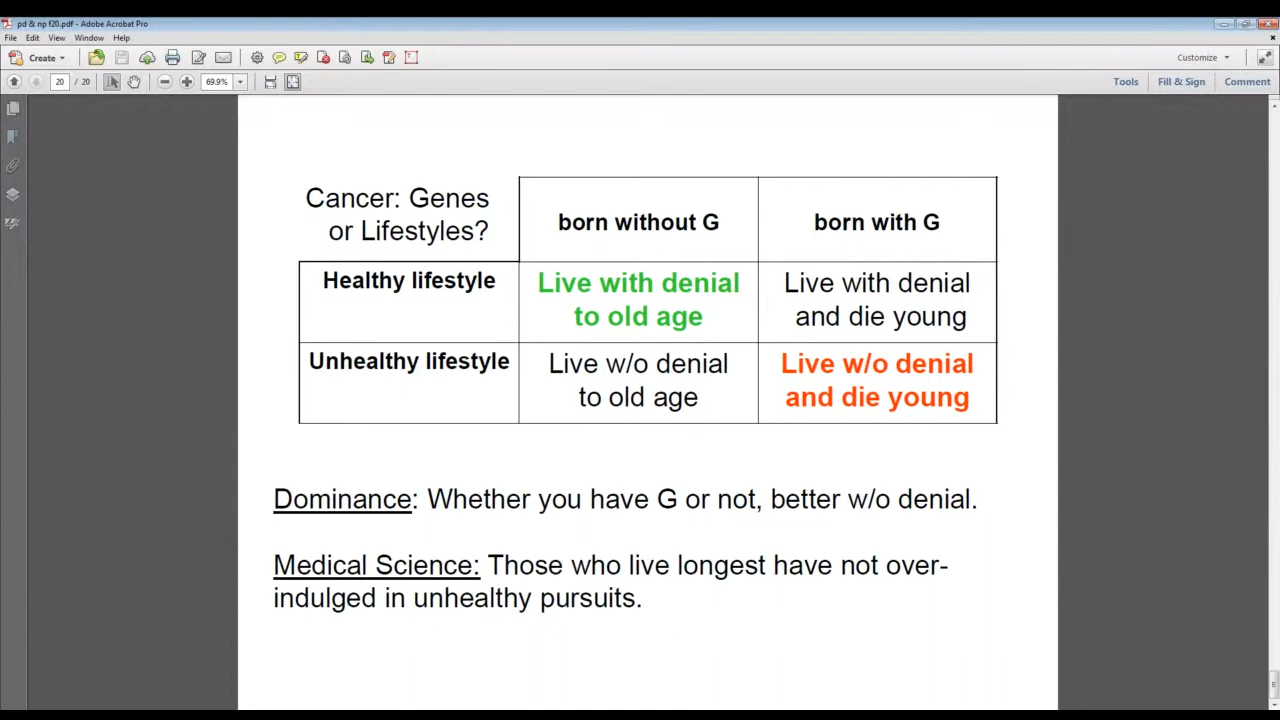 pd & np f20.pdf - Adobe Acrobat Pro
File Edit View Window Help
Create Customize
20 / 20 69.9% Tools Fill & Sign Comment
Cancer: Genes
or Lifestyles?
born without G
born with G
Healthy lifestyle
Live with denial
to old age
Live with denial
and die young
Unhealthy lifestyle
Live w/o denial
to old age
Live w/o denial
and die young
Dominance: Whether you have G or not, better w/o denial.
Medical Science: Those who live longest have not over-
indulged in unhealthy pursuits.